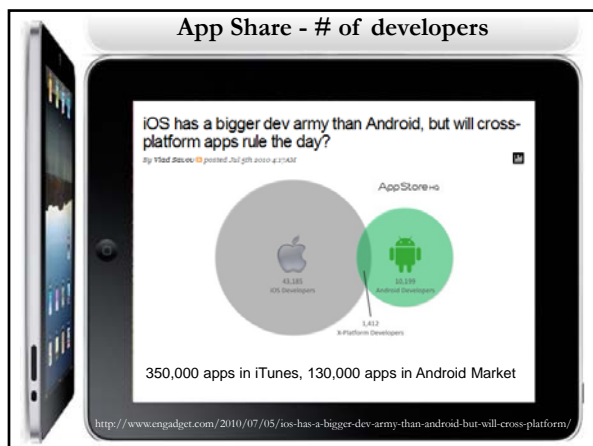 App Share - # of developers
iOS has a bigger dev army than Android, but will cross-
platform apps rule the day?
By Vlad Savov posted Jul 5th 2010 4:17AM
AppStoreHQ
43,185
iOS Developers
10,199
Android Developers
1,412
X-Platform Developers
350,000 apps in iTunes, 130,000 apps in Android Market
http://www.engadget.com/2010/07/05/ios-has-a-bigger-dev-army-than-android-but-will-cross-platform/